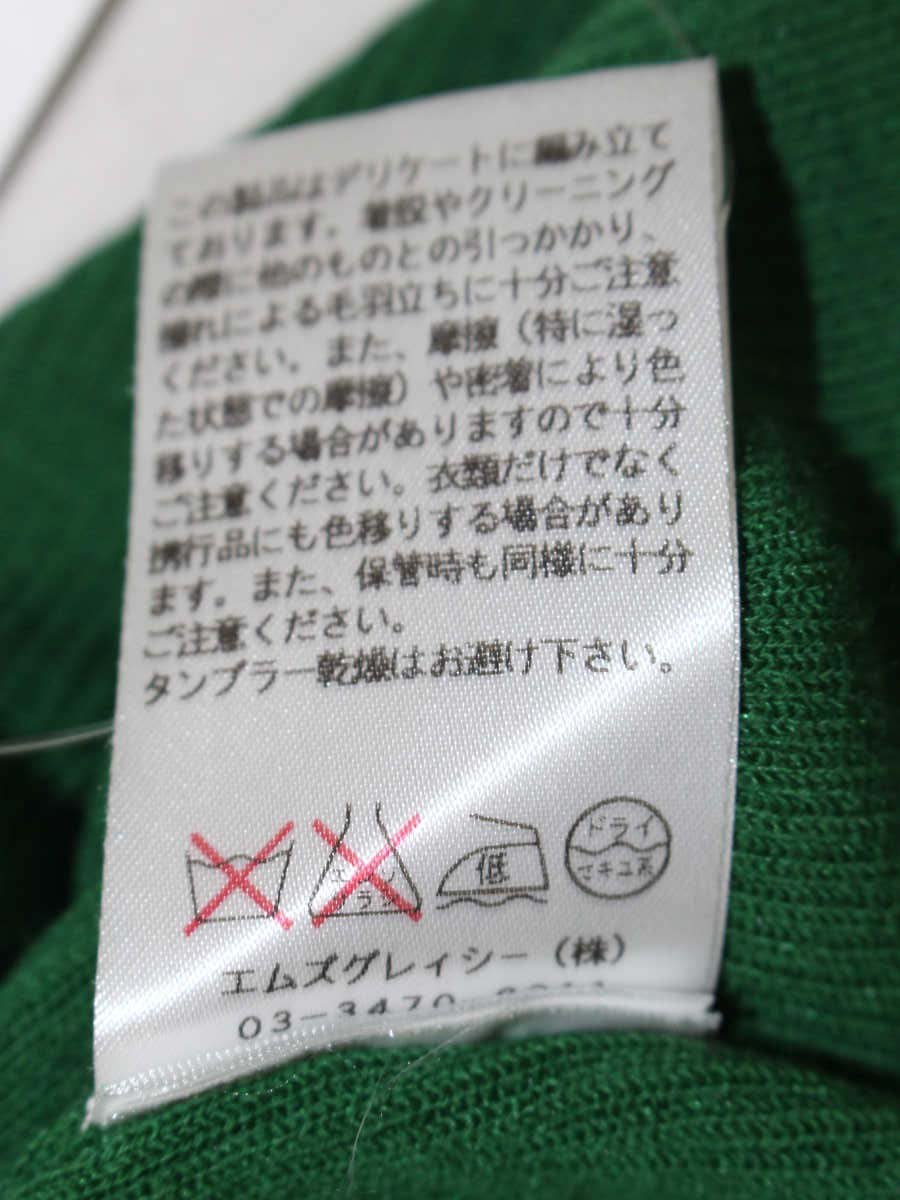 この製品はデリケートに編み立て
ております。着脱やクリーニング
の際に他のものとの引っかかり、
擦れによる毛羽立ちに十分ご注意
ください。また、摩擦（特に湿っ
た状態での摩擦）や密着により色
移りする場合がありますので十分
ご注意ください。衣類だけでなく
携行品にも色移りする場合があり
ます。また、保管時も同様に十分
ご注意ください。
タンブラー乾燥はお避け下さい。
エンソ
サラシ
低
ドライ
セキユ系
エムズグレイシー（株）
03-3470